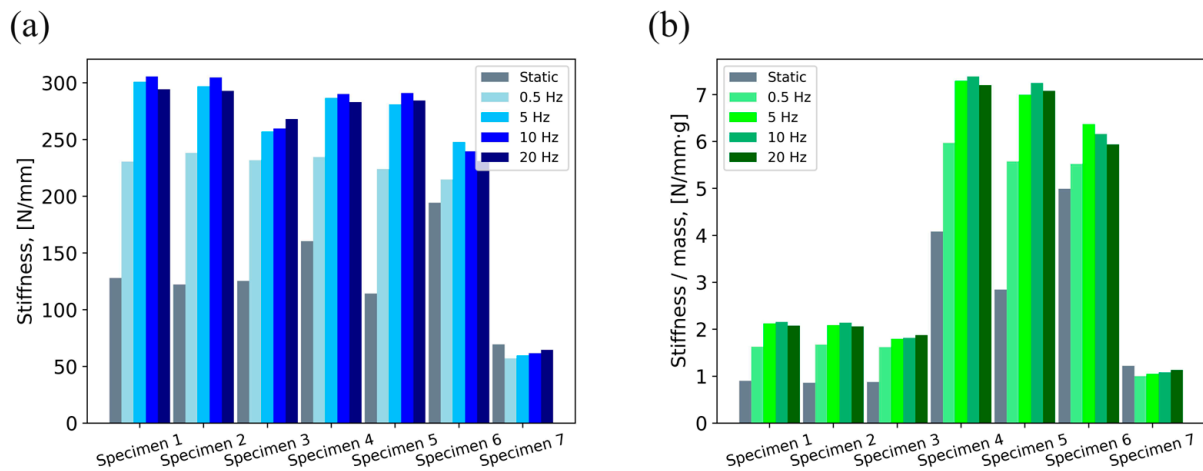 (a)
Stiffness, [N/mm]
300
250
200
150
100
50
0
Static
0.5 Hz
5 Hz
10 Hz
20 Hz
Specimen 1
Specimen 2
Specimen 3
Specimen 4
Specimen 5
Specimen 6
Specimen 7
(b)
Stiffness / mass, [N/mm·g]
7
6
5
4
3
2
1
0
Static
0.5 Hz
5 Hz
10 Hz
20 Hz
Specimen 1
Specimen 2
Specimen 3
Specimen 4
Specimen 5
Specimen 6
Specimen 7